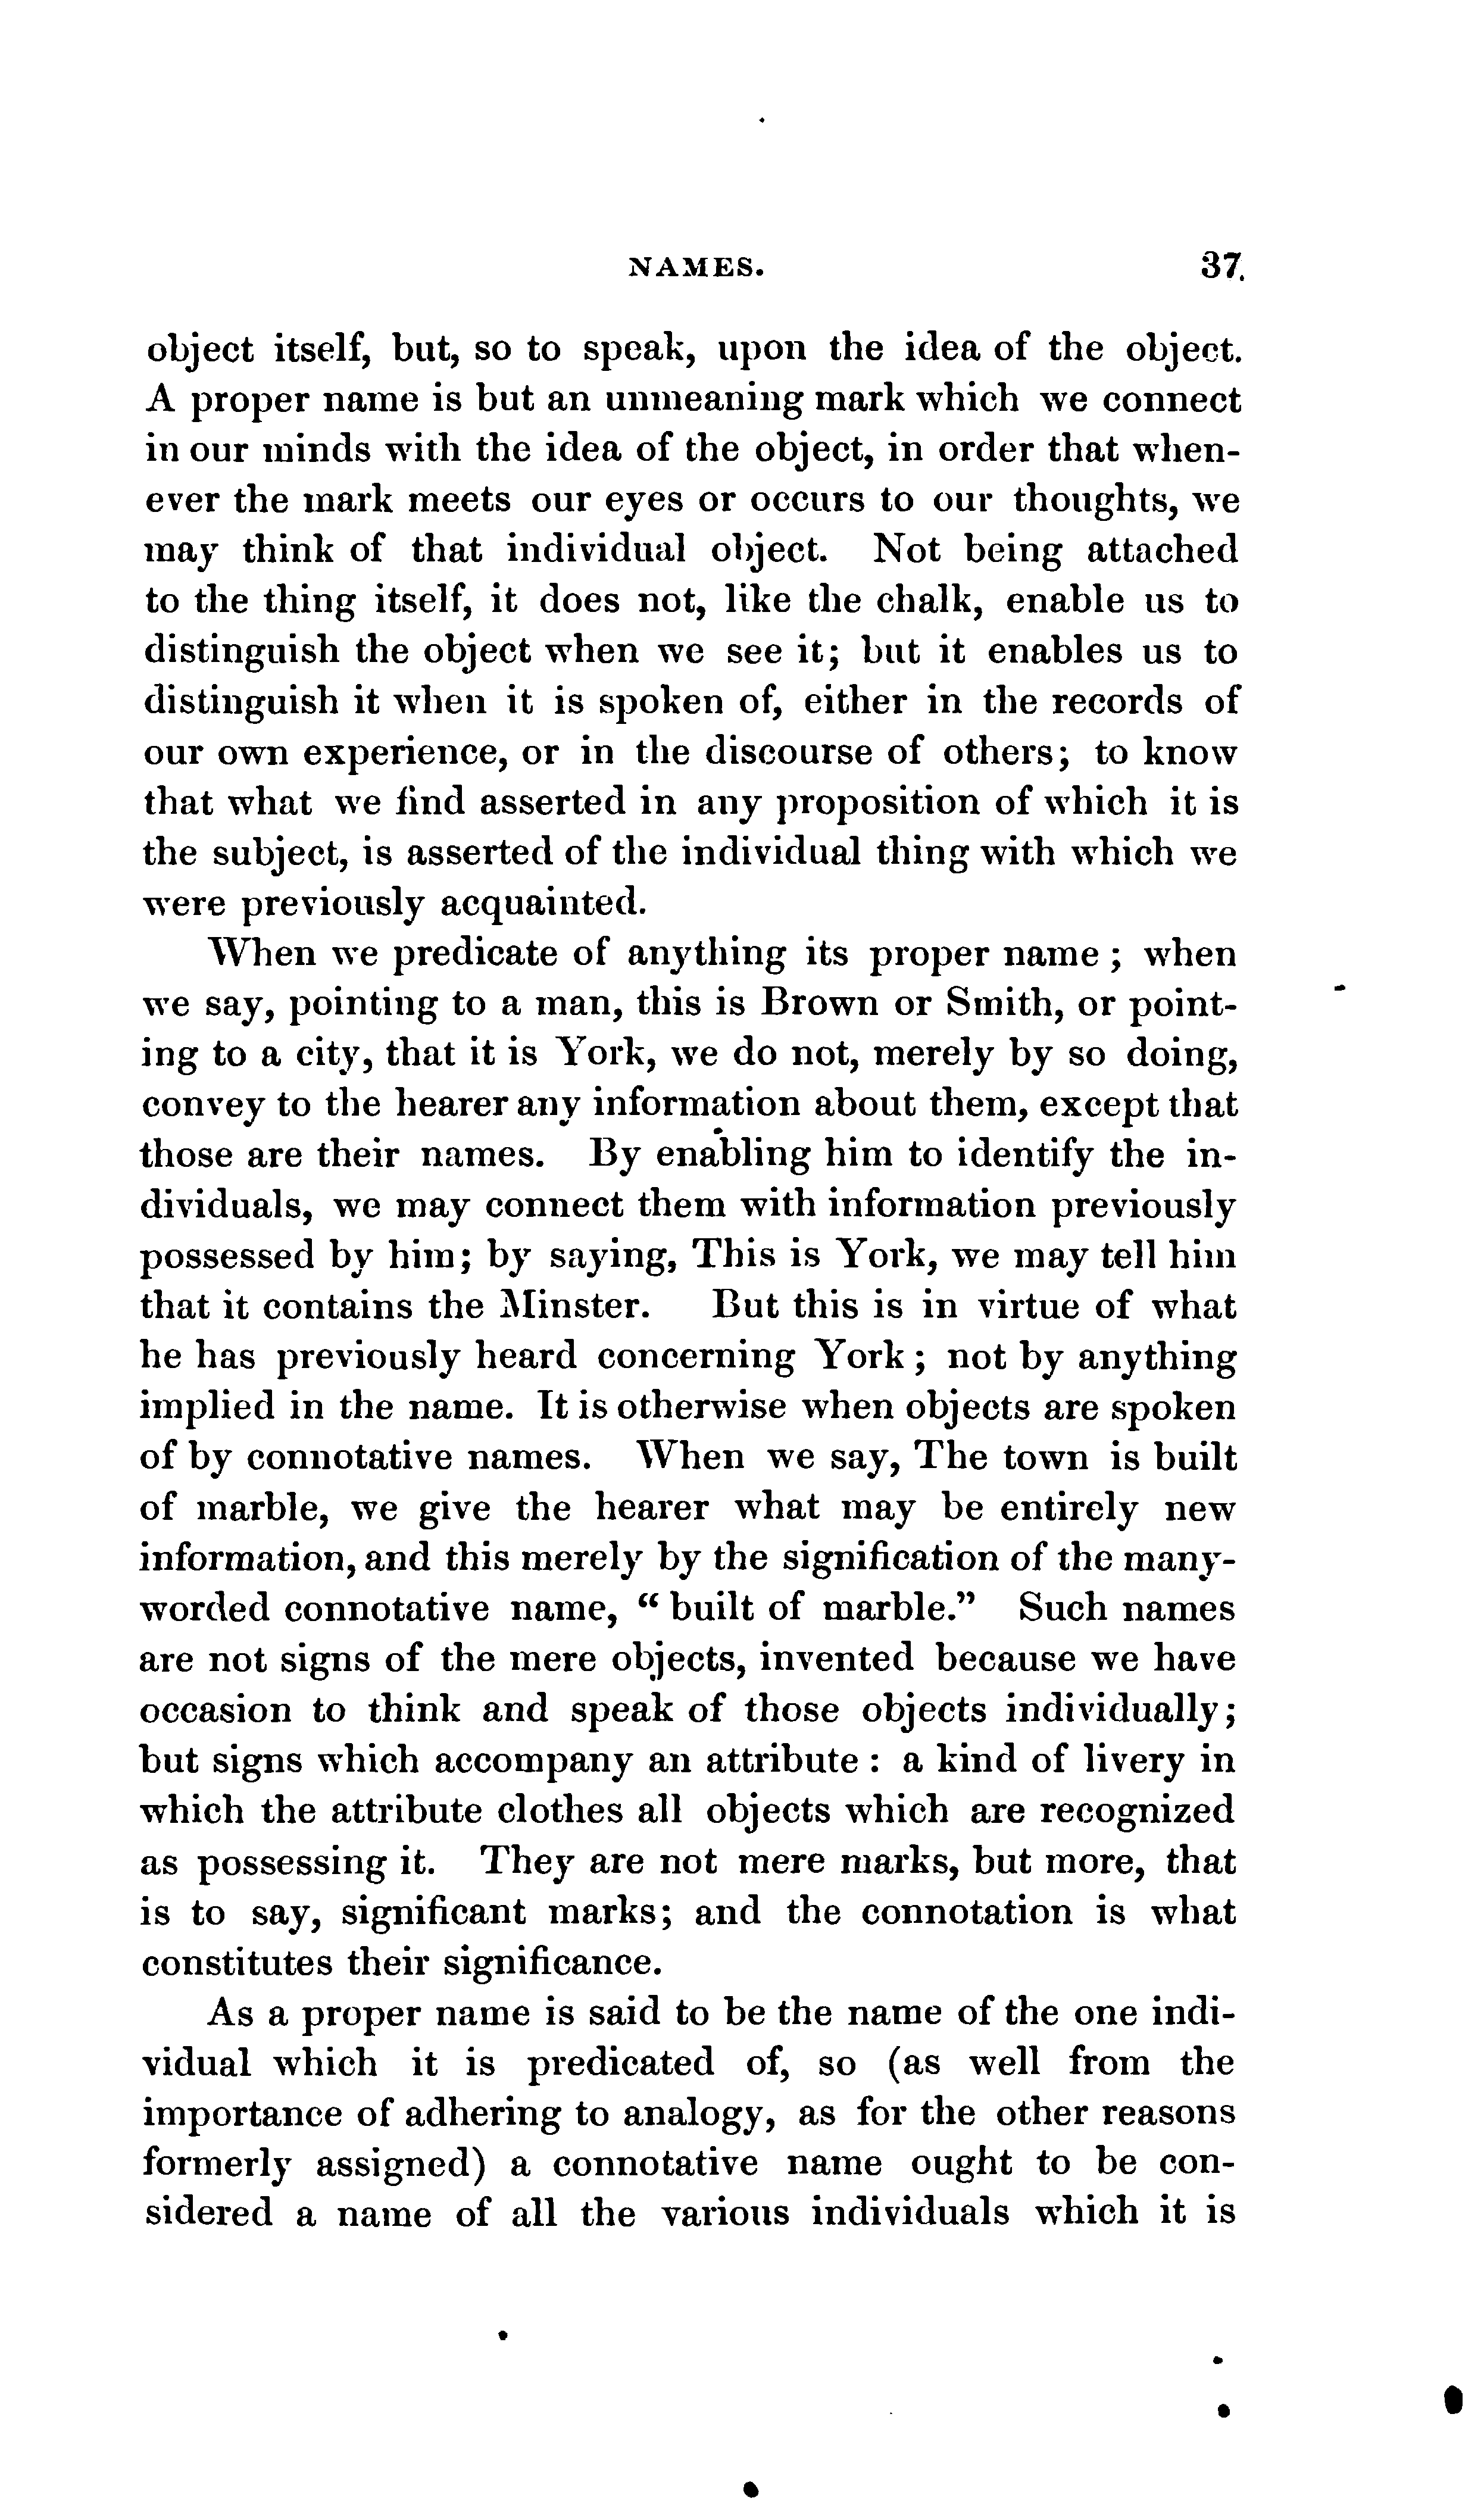 NAMES. 37.
object itself, but, so to speak, upon the idea of the object.
A proper name is but an unmeaning mark which we connect
in our minds with the idea of the object, in order that when-
ever the mark meets our eyes or occurs to our thoughts, we
may think of that individual object. Not being attached
to the thing itself, it does not, like the chalk, enable us to
distinguish the object when we see it; but it enables us to
distinguish it when it is spoken of, either in the records of
our own experience, or in the discourse of others; to know
that what we find asserted in any proposition of which it is
the subject, is asserted of the individual thing with which we
were previously acquainted.
When we predicate of anything its proper name ; when
we say, pointing to a man, this is Brown or Smith, or point-
ing to a city, that it is York, we do not, merely by so doing,
convey to the hearer any information about them, except that
those are their names. By enabling him to identify the in-
dividuals, we may connect them with information previously
possessed by him; by saying, This is York, we may tell him
that it contains the Minster. But this is in virtue of what
he has previously heard concerning York ; not by anything
implied in the name. It is otherwise when objects are spoken
of by connotative names. When we say, The town is built
of marble, we give the hearer what may be entirely new
information, and this merely by the signification of the many-
worded connotative name, “ built of marble.” Such names
are not signs of the mere objects, invented because we have
occasion to think and speak of those objects individually;
but signs which accompany an attribute : a kind of livery in
which the attribute clothes all objects which are recognized
as possessing it. They are not mere marks, but more, that
is to say, significant marks; and the connotation is what
constitutes their significance.
As a proper name is said to be the name of the one indi-
vidual which it is predicated of, so (as well from the
importance of adhering to analogy, as for the other reasons
formerly assigned) a connotative name ought to be con-
sidered a name of all the various individuals which it is